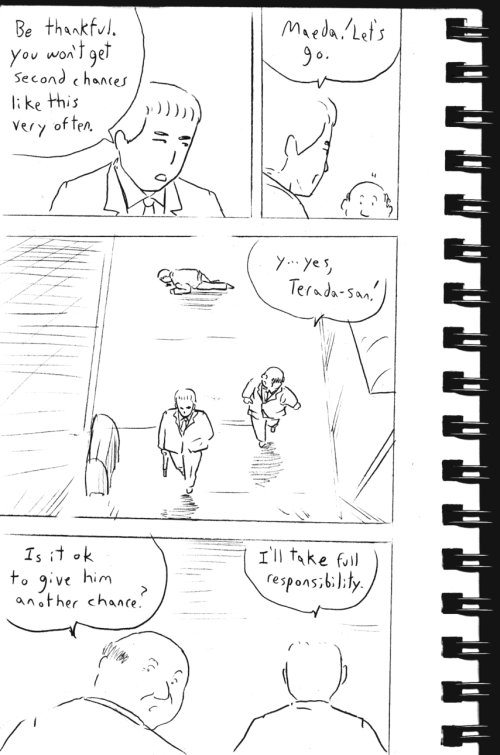 Be thankful.
you won't get
second chances
like this
very often.
Maeda! Let's
go.
y...yes,
Terada-san!
Is it ok
to give him
another chance?
I'll take full
responsibility.